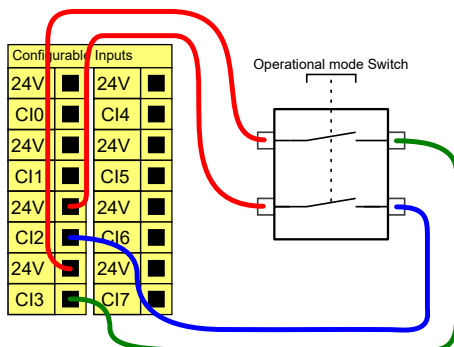 Configurable Inputs
Operational mode Switch
24V 24V
CI0 CI4
24V 24V
CI1 CI5
24V 24V
CI2 CI6
24V 24V
CI3 CI7